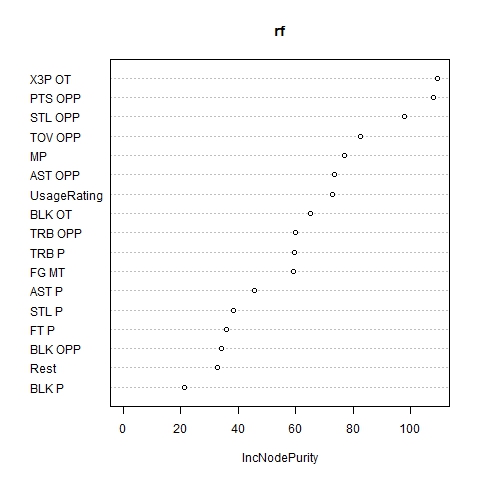 rf
X3P OT
PTS OPP
STL OPP
TOV OPP
MP
AST OPP
UsageRating
BLK OT
TRB OPP
TRB P
FG MT
AST P
STL P
FT P
BLK OPP
Rest
BLK P
0 20 40 60 80 100
IncNodePurity